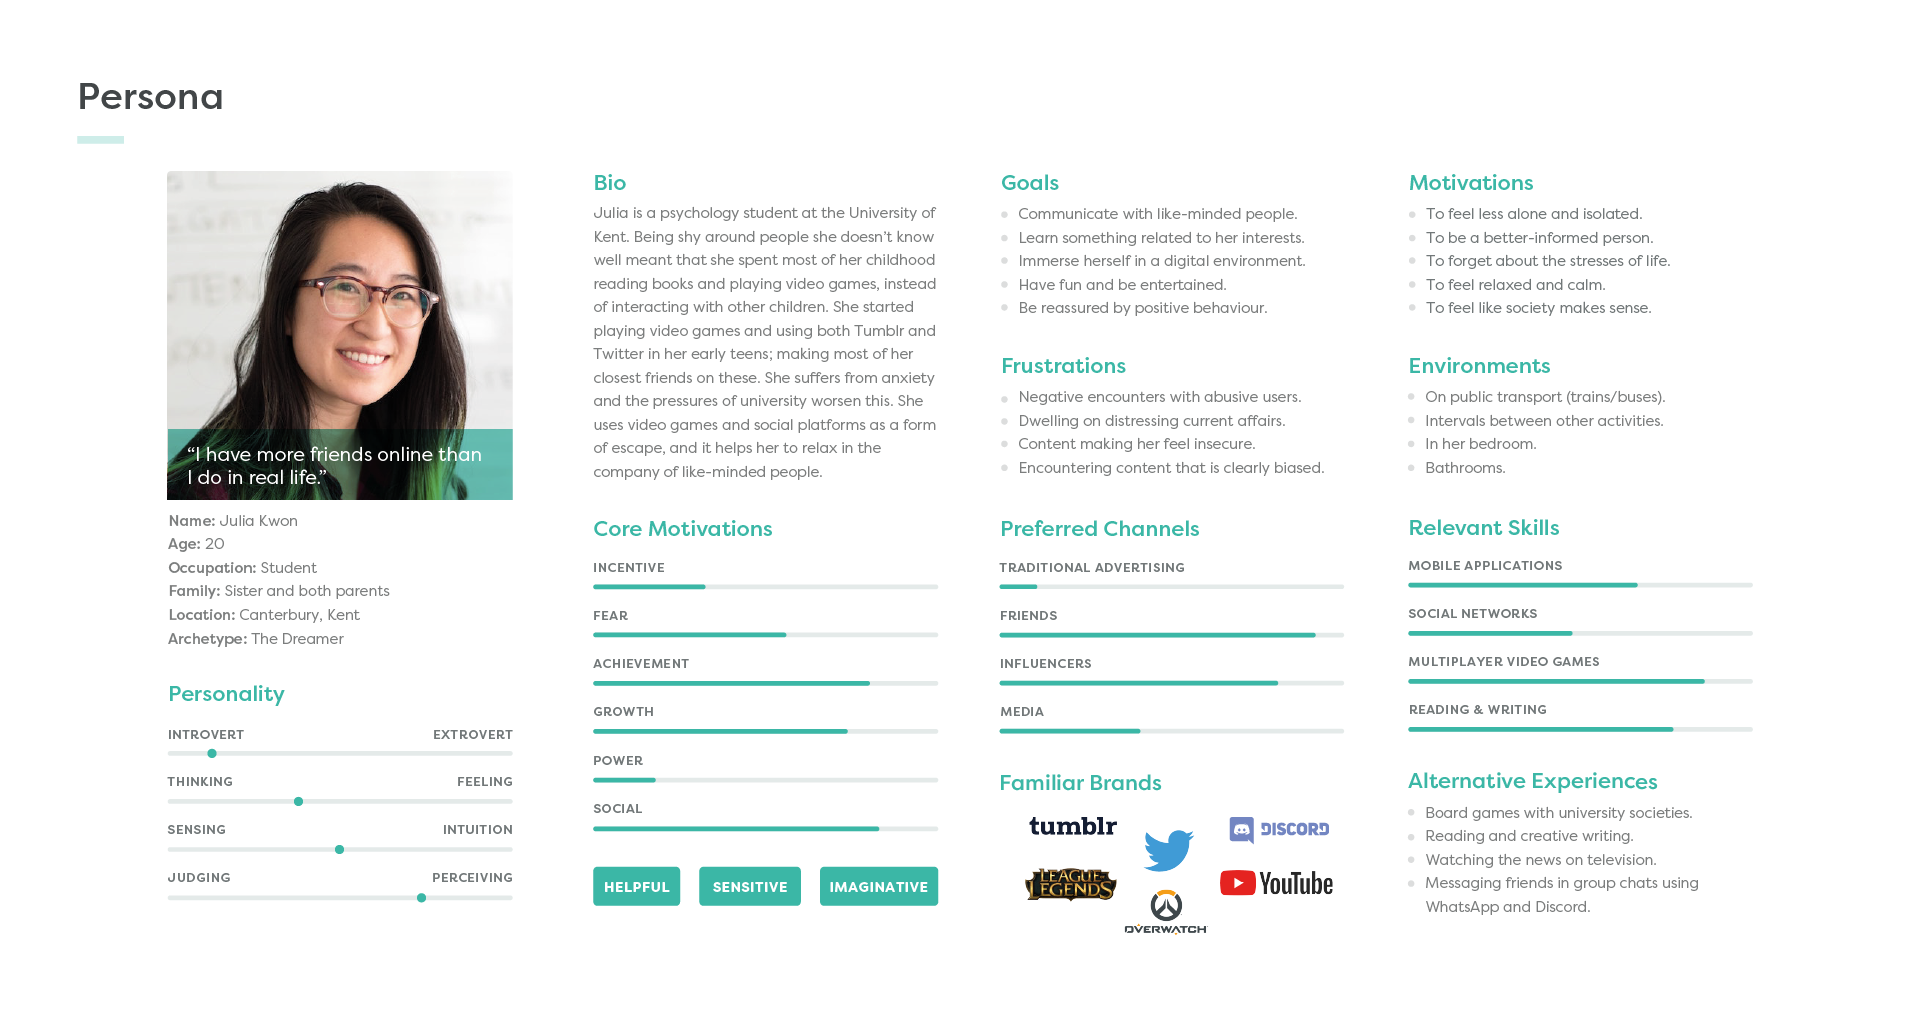 Persona
“I have more friends online than
I do in real life.”
Name: Julia Kwon
Age: 20
Occupation: Student
Family: Sister and both parents
Location: Canterbury, Kent
Archetype: The Dreamer
Personality
INTROVERT EXTROVERT
THINKING FEELING
SENSING INTUITION
JUDGING PERCEIVING
Bio
Julia is a psychology student at the University of
Kent. Being shy around people she doesn’t know
well meant that she spent most of her childhood
reading books and playing video games, instead
of interacting with other children. She started
playing video games and using both Tumblr and
Twitter in her early teens; making most of her
closest friends on these. She suffers from anxiety
and the pressures of university worsen this. She
uses video games and social platforms as a form
of escape, and it helps her to relax in the
company of like-minded people.
Core Motivations
INCENTIVE
FEAR
ACHIEVEMENT
GROWTH
POWER
SOCIAL
HELPFUL SENSITIVE IMAGINATIVE
Goals
Communicate with like-minded people.
Learn something related to her interests.
Immerse herself in a digital environment.
Have fun and be entertained.
Be reassured by positive behaviour.
Frustrations
Negative encounters with abusive users.
Dwelling on distressing current affairs.
Content making her feel insecure.
Encountering content that is clearly biased.
Preferred Channels
TRADITIONAL ADVERTISING
FRIENDS
INFLUENCERS
MEDIA
Familiar Brands
tumblr
DISCORD
LEAGUE OF
LEGENDS
YouTube
OVERWATCH
Motivations
To feel less alone and isolated.
To be a better-informed person.
To forget about the stresses of life.
To feel relaxed and calm.
To feel like society makes sense.
Environments
On public transport (trains/buses).
Intervals between other activities.
In her bedroom.
Bathrooms.
Relevant Skills
MOBILE APPLICATIONS
SOCIAL NETWORKS
MULTIPLAYER VIDEO GAMES
READING & WRITING
Alternative Experiences
Board games with university societies.
Reading and creative writing.
Watching the news on television.
Messaging friends in group chats using
WhatsApp and Discord.